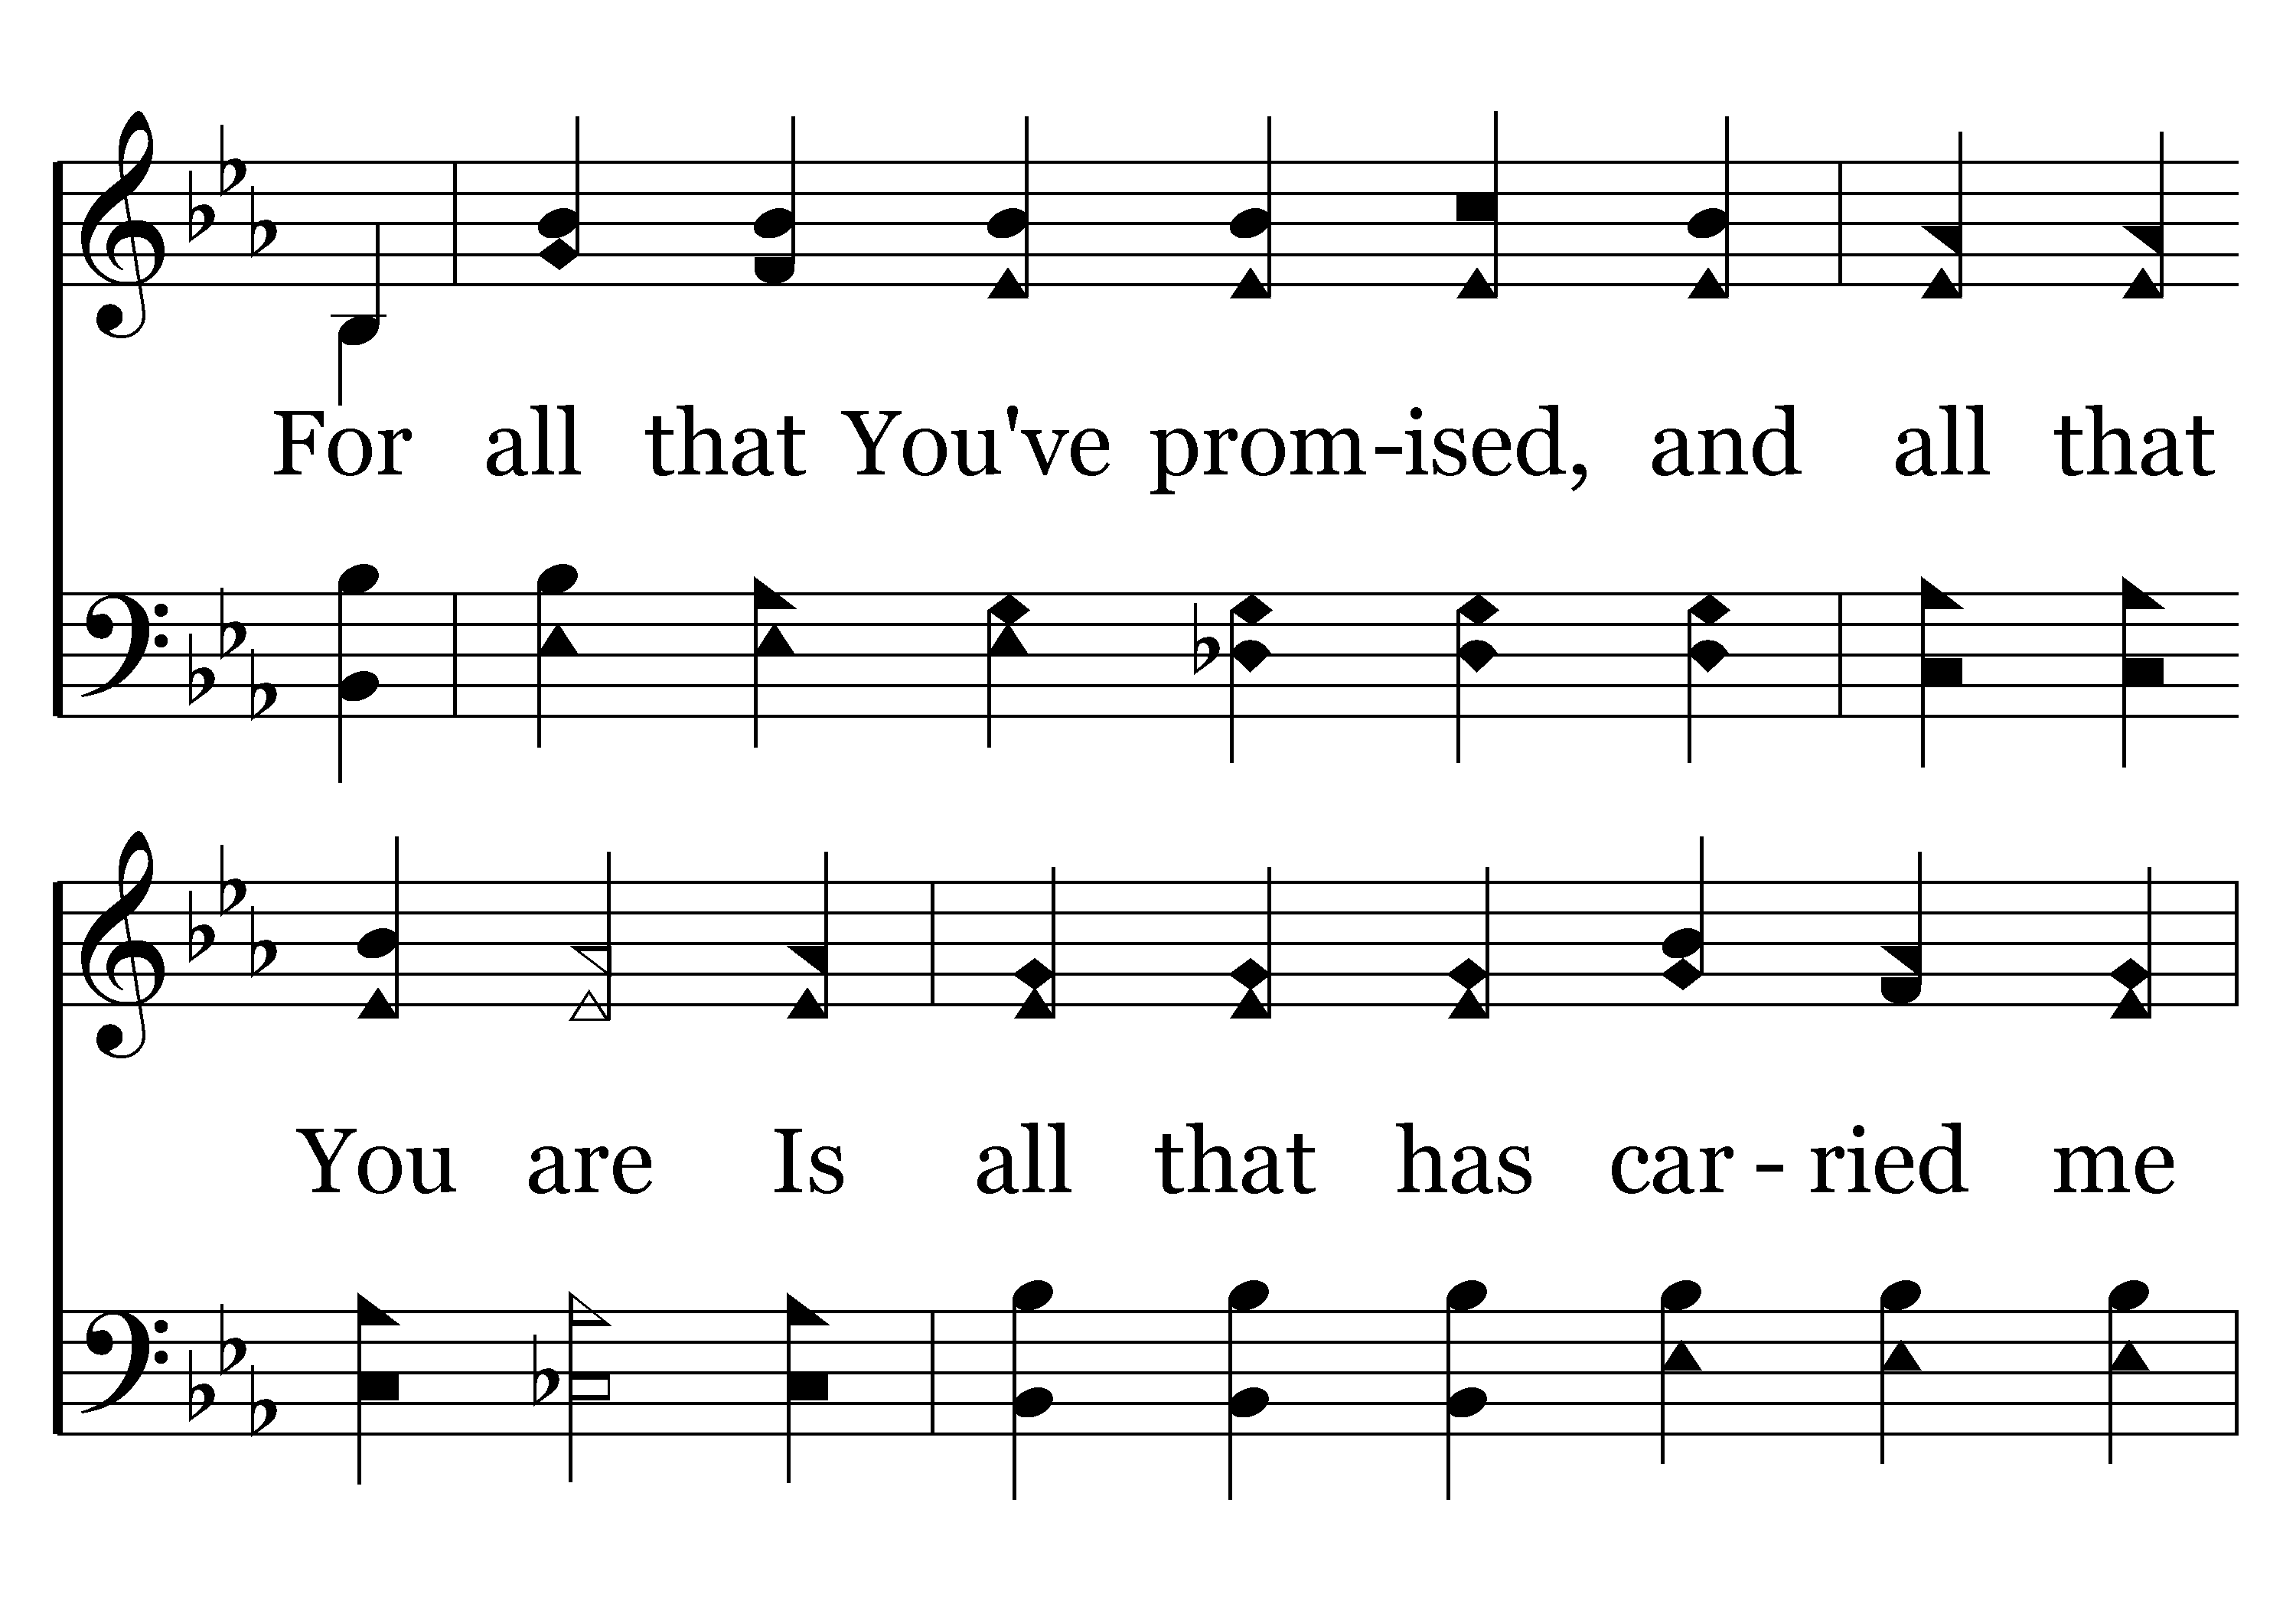 For all that You've prom-ised, and all that
You are Is all that has car-ried me